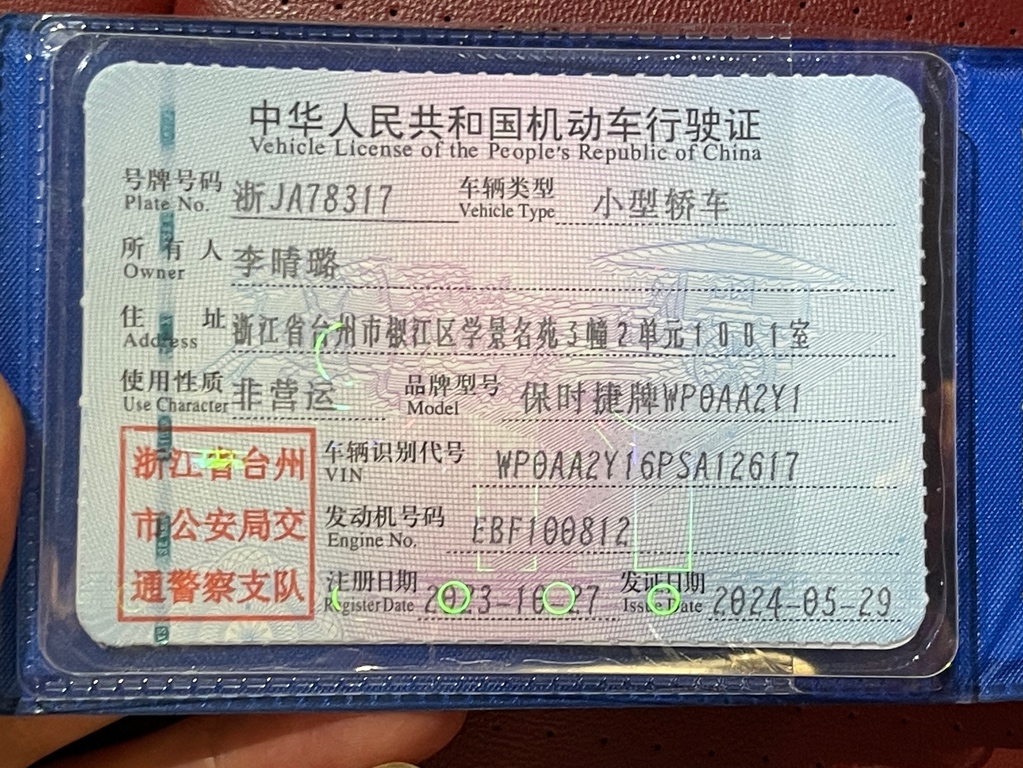 中华人民共和国机动车行驶证
Vehicle License of the People's Republic of China
号牌号码 浙JA78317 车辆类型 小型轿车
Plate No. Vehicle Type
所有人 李晴璐
Owner
住址 浙江省台州市椒江区学景名苑3幢2单元1001室
Address
使用性质 非营运 品牌型号 保时捷牌WP0AA2Y1
Use Character Model
浙江省台州
市公安局交
通警察支队
车辆识别代号 WP0AA2Y16PSA12617
VIN
发动机号码 EBF100812
Engine No.
注册日期 2023-10-27 发证日期 2024-05-29
Register Date Issue Date